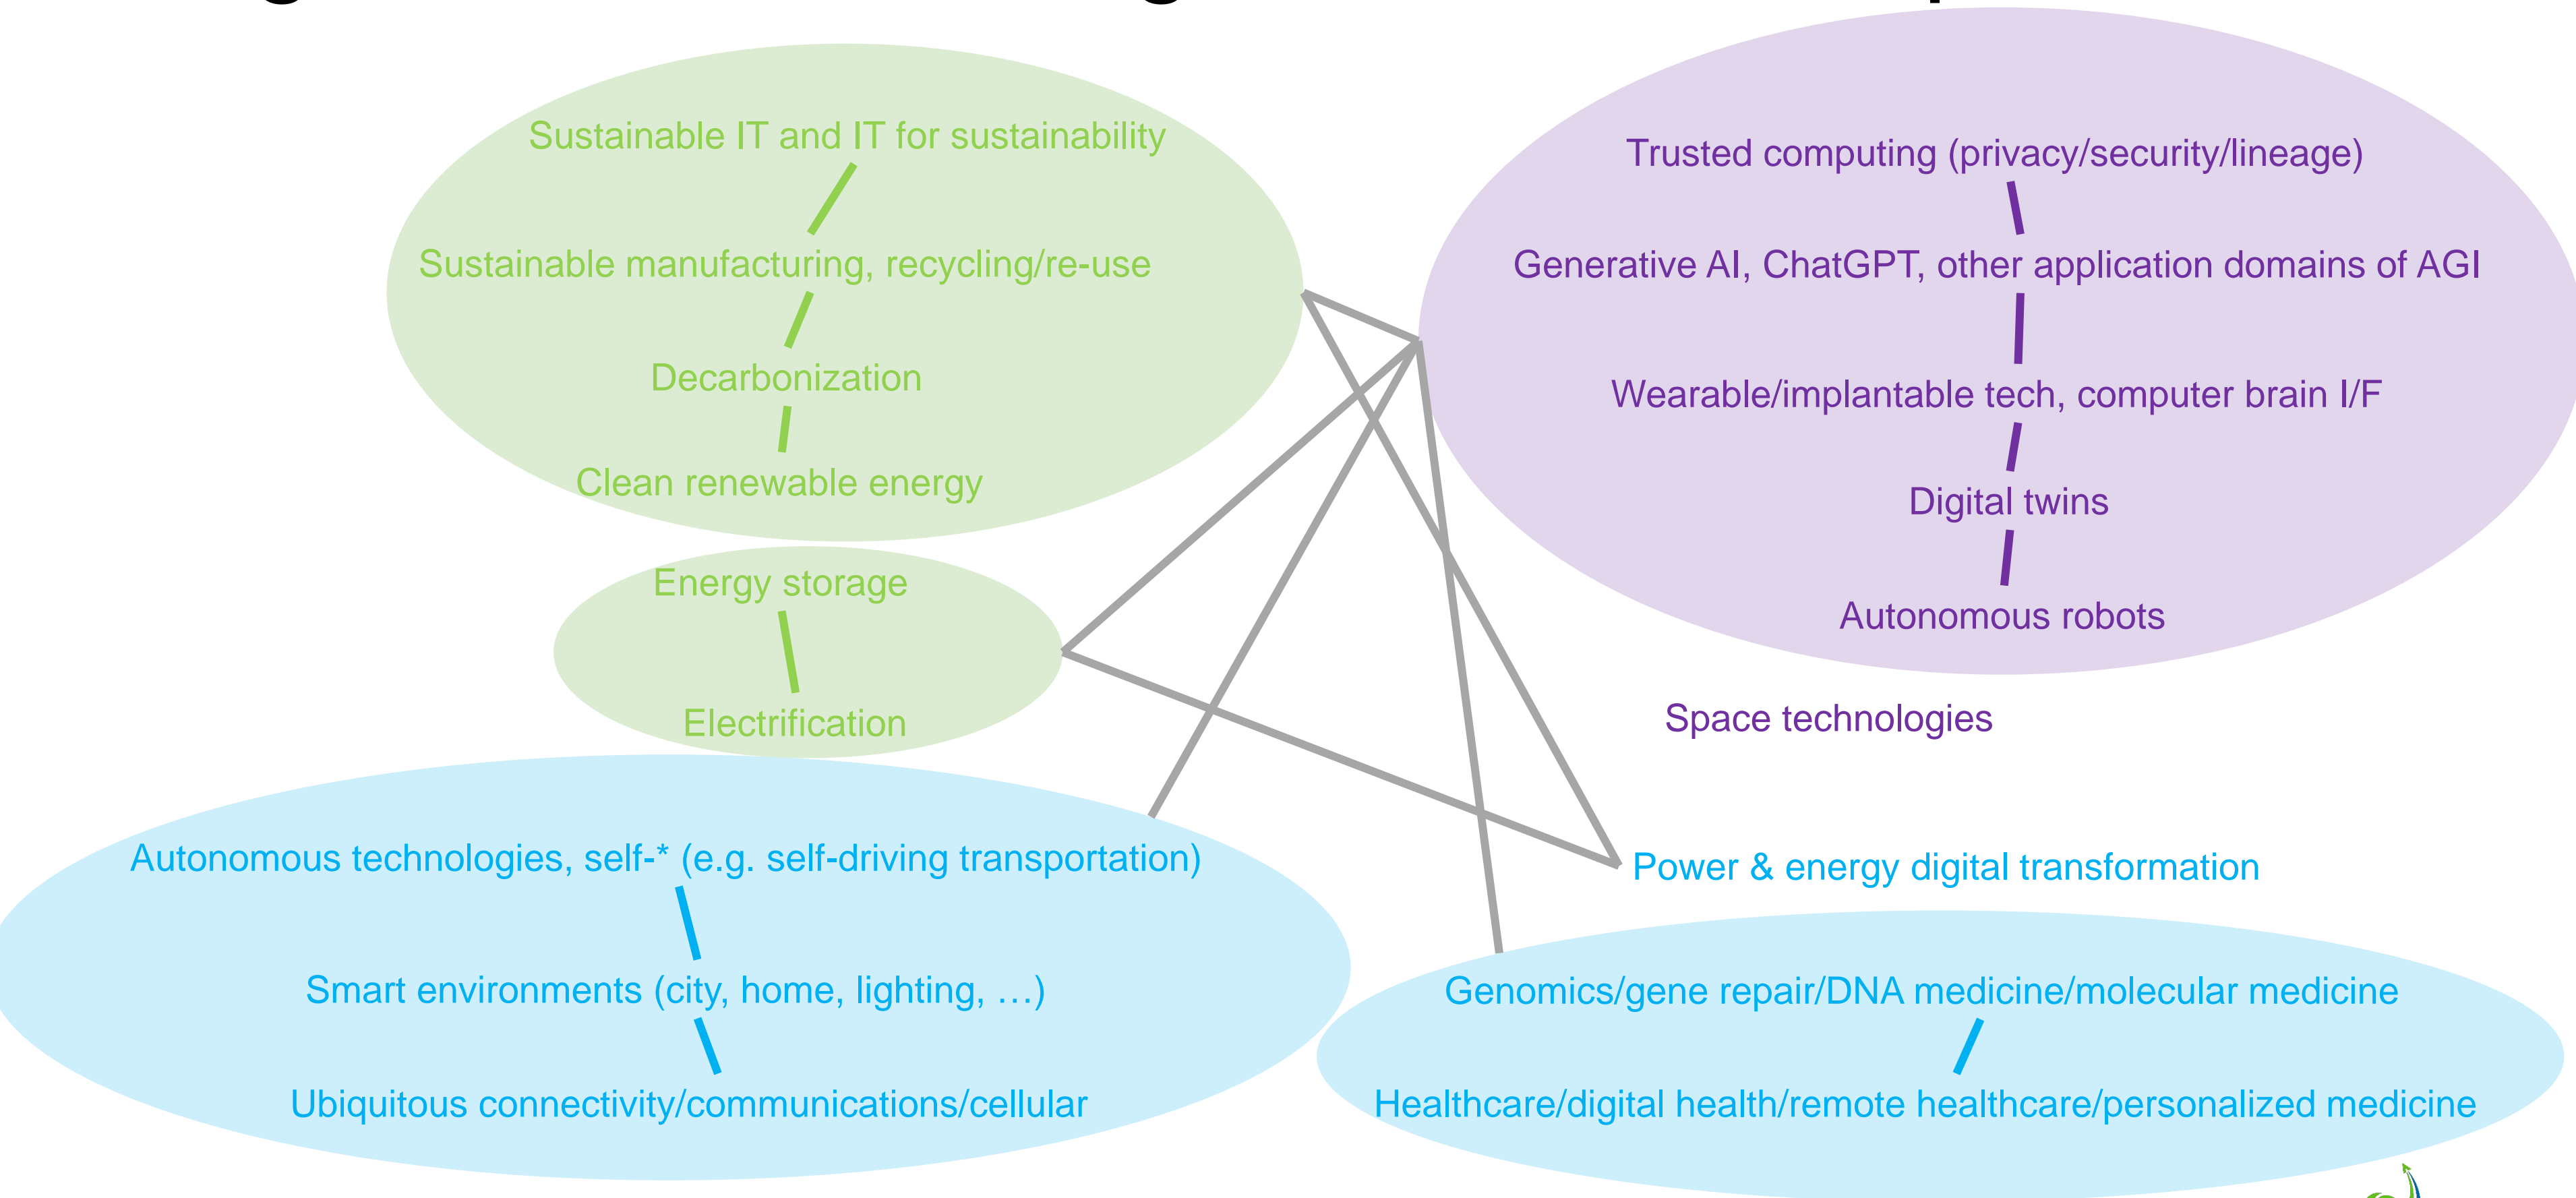 Sustainable IT and IT for sustainability
Sustainable manufacturing, recycling/re-use
Decarbonization
Clean renewable energy
Energy storage
Electrification
Trusted computing (privacy/security/lineage)
Generative AI, ChatGPT, other application domains of AGI
Wearable/implantable tech, computer brain I/F
Digital twins
Autonomous robots
Space technologies
Power & energy digital transformation
Autonomous technologies, self-* (e.g. self-driving transportation)
Smart environments (city, home, lighting, …)
Ubiquitous connectivity/communications/cellular
Genomics/gene repair/DNA medicine/molecular medicine
Healthcare/digital health/remote healthcare/personalized medicine